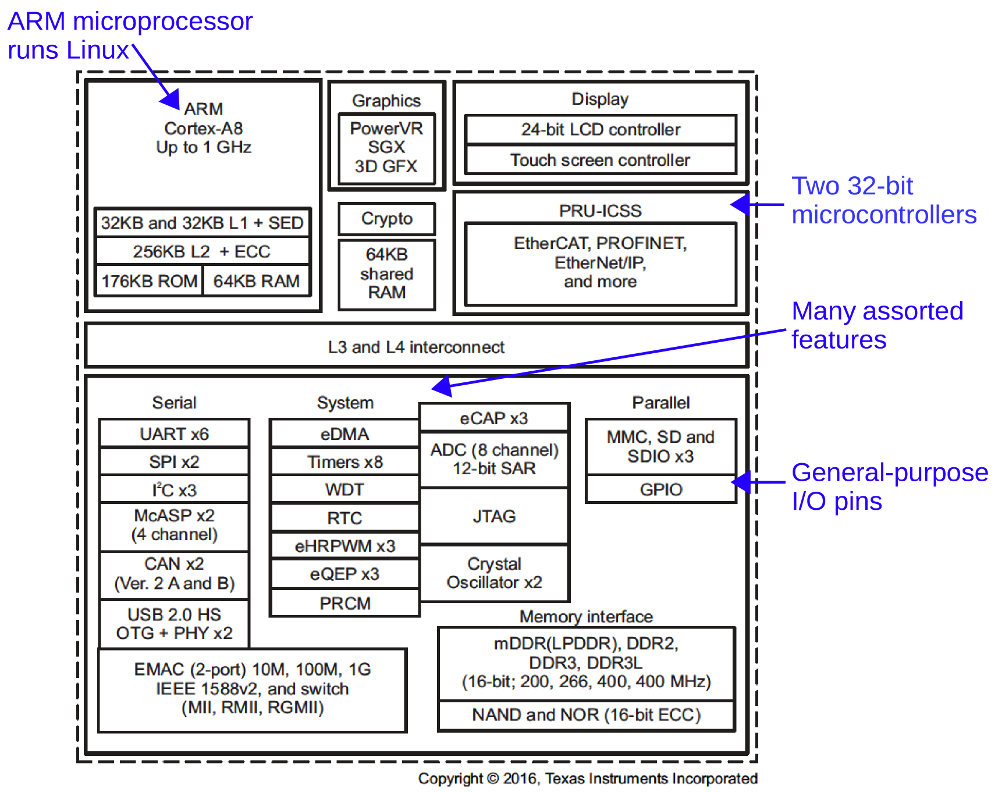 ARM microprocessor
runs Linux
ARM
Cortex-A8
Up to 1 GHz
32KB and 32KB L1 + SED
256KB L2 + ECC
176KB ROM
64KB RAM
Graphics
PowerVR
SGX
3D GFX
Crypto
64KB
shared
RAM
Display
24-bit LCD controller
Touch screen controller
PRU-ICSS
EtherCAT, PROFINET,
EtherNet/IP,
and more
Two 32-bit
microcontrollers
Many assorted
features
L3 and L4 interconnect
Serial
UART x6
SPI x2
I²C x3
McASP x2
(4 channel)
CAN x2
(Ver. 2 A and B)
USB 2.0 HS
OTG + PHY x2
EMAC (2-port) 10M, 100M, 1G
IEEE 1588v2, and switch
(MII, RMII, RGMII)
System
eDMA
Timers x8
WDT
RTC
eHRPWM x3
eQEP x3
PRCM
eCAP x3
ADC (8 channel)
12-bit SAR
JTAG
Crystal
Oscillator x2
Parallel
MMC, SD and
SDIO x3
GPIO
General-purpose
I/O pins
Memory interface
mDDR(LPDDR), DDR2,
DDR3, DDR3L
(16-bit; 200, 266, 400, 400 MHz)
NAND and NOR (16-bit ECC)
Copyright © 2016, Texas Instruments Incorporated